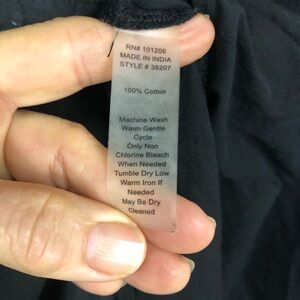 RN# 101206
MADE IN INDIA
STYLE # 38207
100% Cotton
Machine Wash
Warm Gentle
Cycle
Only Non
Chlorine Bleach
When Needed
Tumble Dry Low
Warm Iron If
Needed
May Be Dry
Cleaned